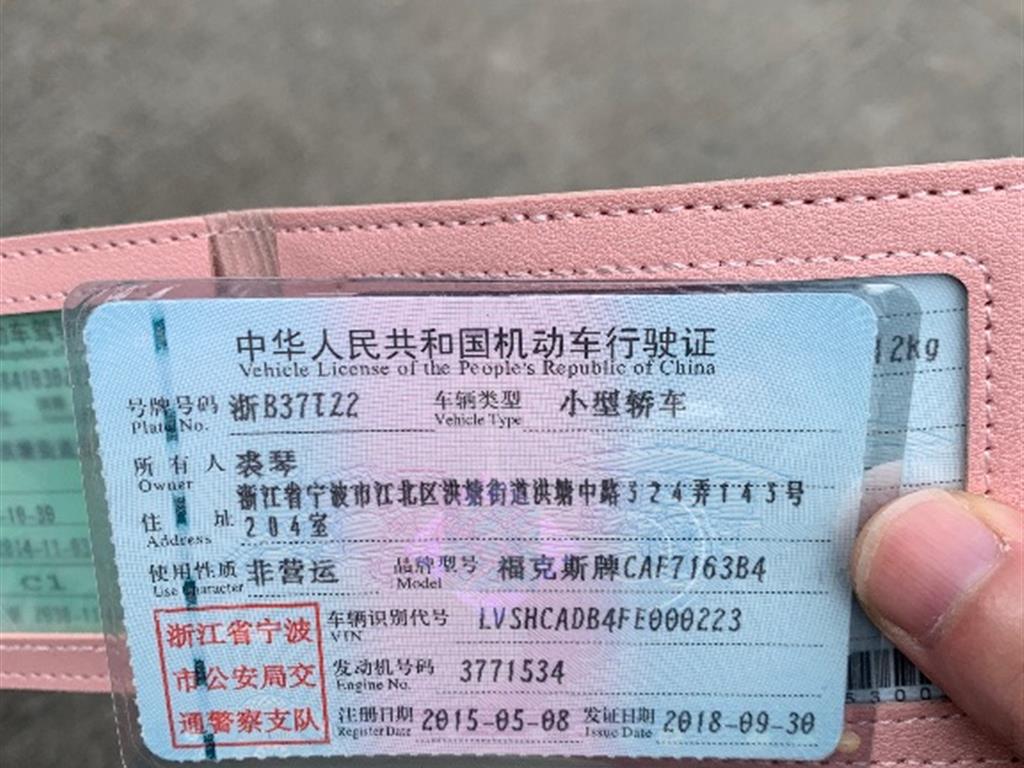 中华人民共和国机动车行驶证
Vehicle License of the People's Republic of China
号牌号码 浙B37TZ2 车辆类型 小型轿车
Plate No. Vehicle Type
所有人 裘琴
Owner
浙江省宁波市江北区洪塘街道洪塘中路324弄143号
住址 204室
Address
使用性质 非营运 品牌型号 福克斯牌CAF7163B4
Use Character Model
浙江省宁波 车辆识别代号 LVSHCADB4FE000223
VIN
市公安局交 发动机号码 3771534
Engine No.
通警察支队 注册日期 2015-05-08 发证日期 2018-09-30
Register Date Issue Date
12kg
2014-11-03
C1